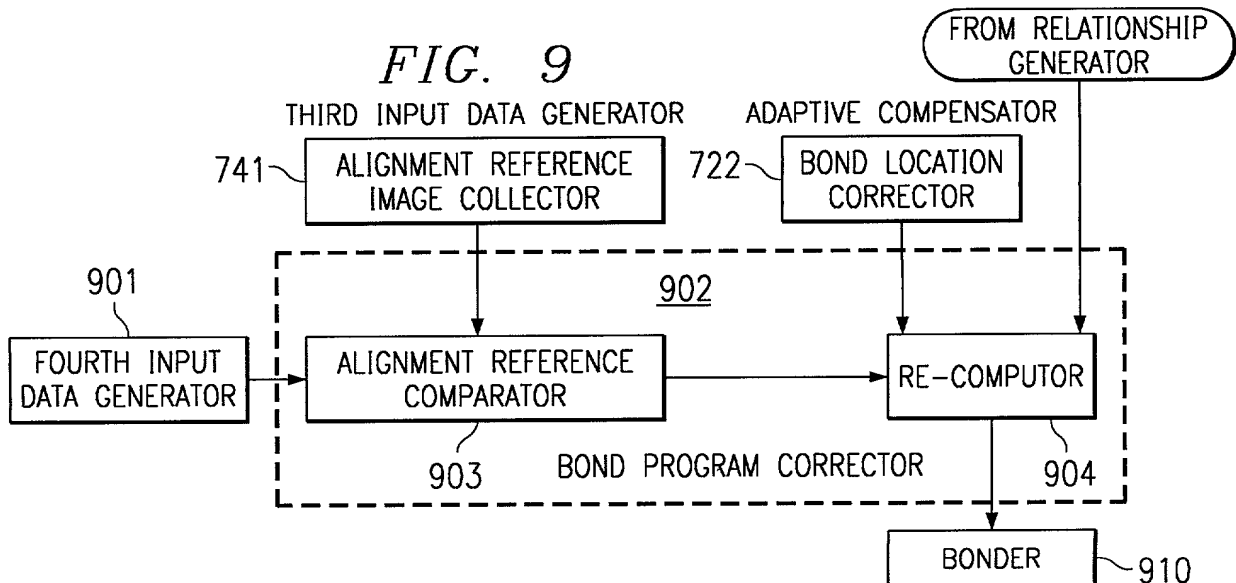 FROM RELATIONSHIP
GENERATOR
FIG. 9
THIRD INPUT DATA GENERATOR
ADAPTIVE COMPENSATOR
741
ALIGNMENT REFERENCE
IMAGE COLLECTOR
722
BOND LOCATION
CORRECTOR
901
902
FOURTH INPUT
DATA GENERATOR
ALIGNMENT REFERENCE
COMPARATOR
RE-COMPUTOR
903
BOND PROGRAM CORRECTOR
904
BONDER
910